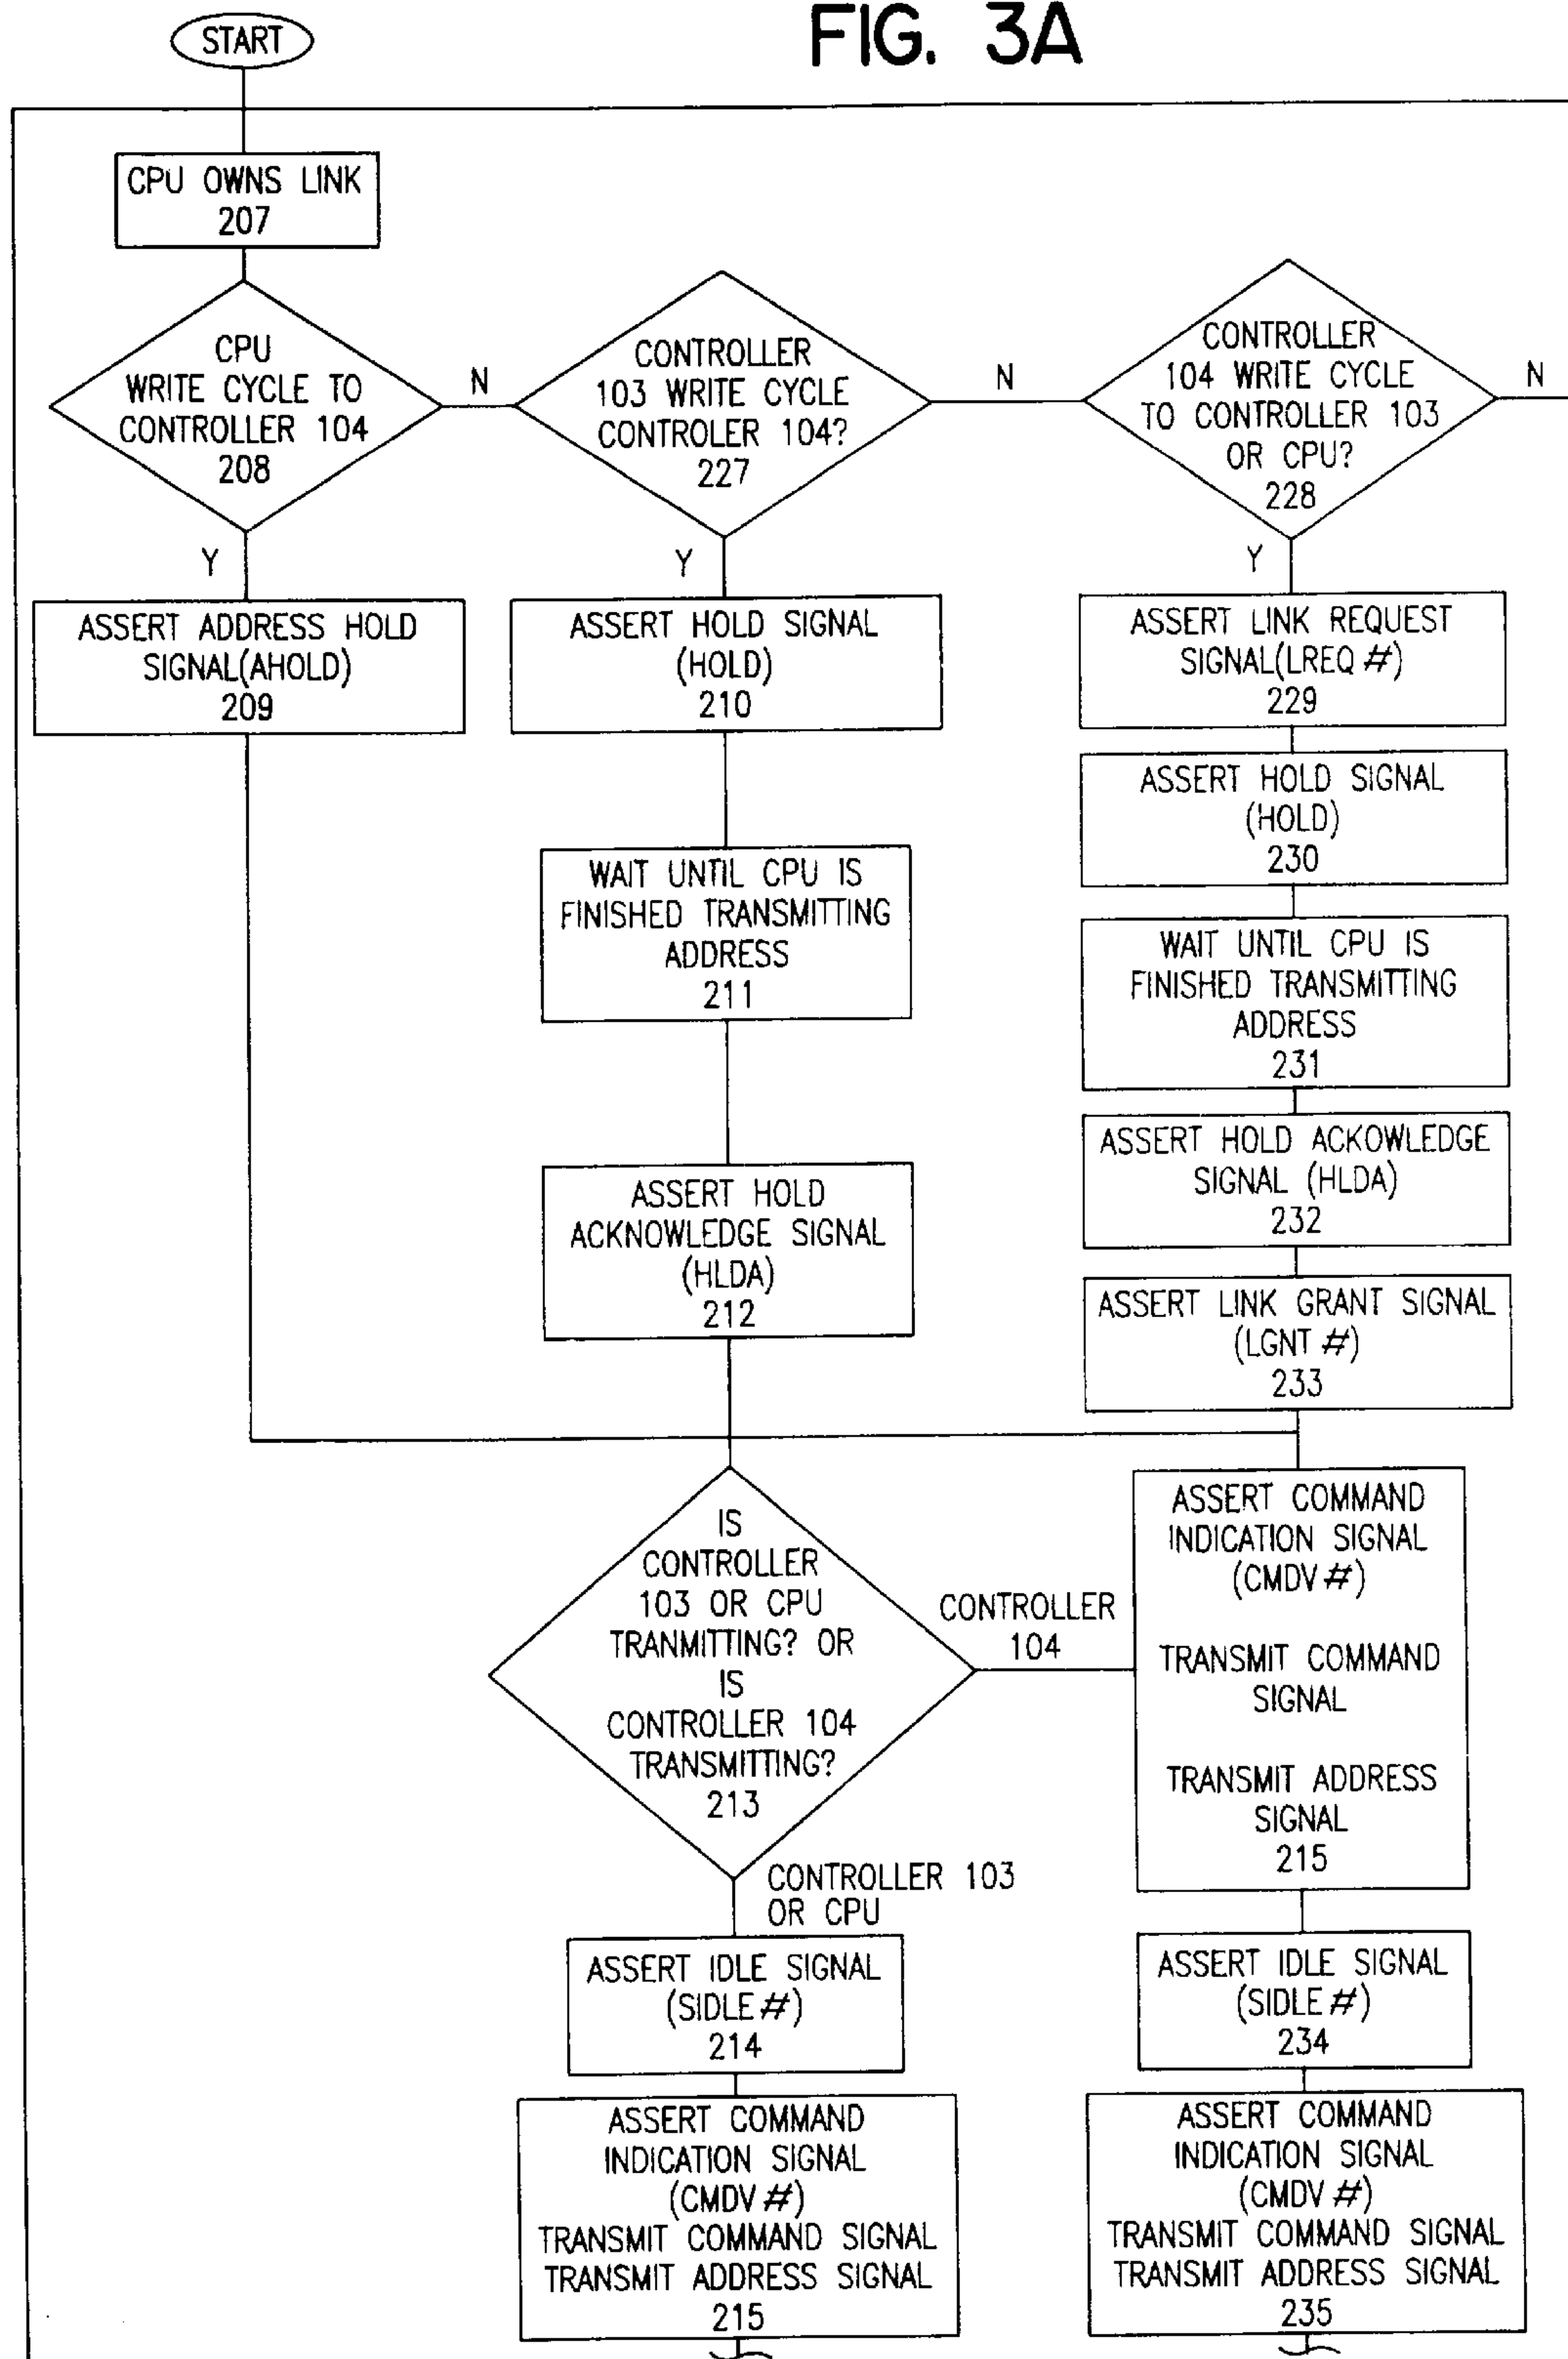 FIG. 3A
START
CPU OWNS LINK
207
CPU
WRITE CYCLE TO
CONTROLLER 104
208
N
CONTROLLER
103 WRITE CYCLE
CONTROLER 104?
227
N
CONTROLLER
104 WRITE CYCLE
TO CONTROLLER 103
OR CPU?
228
N
Y
Y
Y
ASSERT ADDRESS HOLD
SIGNAL(AHOLD)
209
ASSERT HOLD SIGNAL
(HOLD)
210
ASSERT LINK REQUEST
SIGNAL(LREQ #)
229
ASSERT HOLD SIGNAL
(HOLD)
230
WAIT UNTIL CPU IS
FINISHED TRANSMITTING
ADDRESS
211
WAIT UNTIL CPU IS
FINISHED TRANSMITTING
ADDRESS
231
ASSERT HOLD
ACKNOWLEDGE SIGNAL
(HLDA)
212
ASSERT HOLD ACKOWLEDGE
SIGNAL (HLDA)
232
ASSERT LINK GRANT SIGNAL
(LGNT #)
233
IS
CONTROLLER
103 OR CPU
TRANMITTING? OR
IS
CONTROLLER 104
TRANSMITTING?
213
CONTROLLER
104
ASSERT COMMAND
INDICATION SIGNAL
(CMDV #)
TRANSMIT COMMAND
SIGNAL
TRANSMIT ADDRESS
SIGNAL
215
CONTROLLER 103
OR CPU
ASSERT IDLE SIGNAL
(SIDLE #)
214
ASSERT IDLE SIGNAL
(SIDLE #)
234
ASSERT COMMAND
INDICATION SIGNAL
(CMDV #)
TRANSMIT COMMAND SIGNAL
TRANSMIT ADDRESS SIGNAL
215
ASSERT COMMAND
INDICATION SIGNAL
(CMDV #)
TRANSMIT COMMAND SIGNAL
TRANSMIT ADDRESS SIGNAL
235